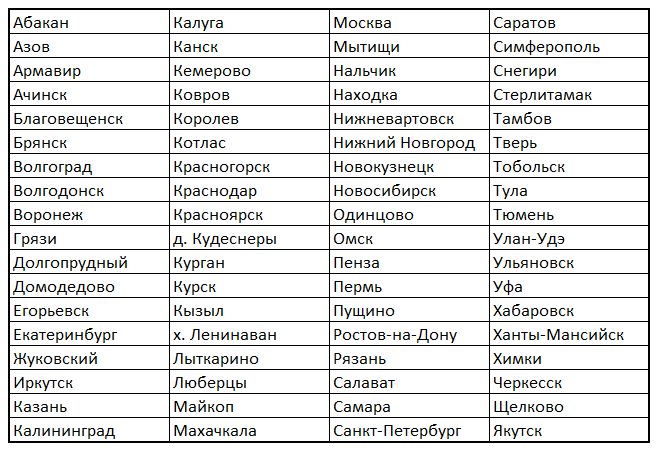 Абакан Калуга Москва Саратов
Азов Канск Мытищи Симферополь
Армавир Кемерово Нальчик Снегири
Ачинск Ковров Находка Стерлитамак
Благовещенск Королев Нижневартовск Тамбов
Брянск Котлас Нижний Новгород Тверь
Волгоград Красногорск Новокузнецк Тобольск
Волгодонск Краснодар Новосибирск Тула
Воронеж Красноярск Одинцово Тюмень
Грязи д. Кудеснеры Омск Улан-Удэ
Долгопрудный Курган Пенза Ульяновск
Домодедово Курск Пермь Уфа
Егорьевск Кызыл Пущино Хабаровск
Екатеринбург х. Ленинаван Ростов-на-Дону Ханты-Мансийск
Жуковский Лыткарино Рязань Химки
Иркутск Люберцы Салават Черкесск
Казань Майкоп Самара Щелково
Калининград Махачкала Санкт-Петербург Якутск